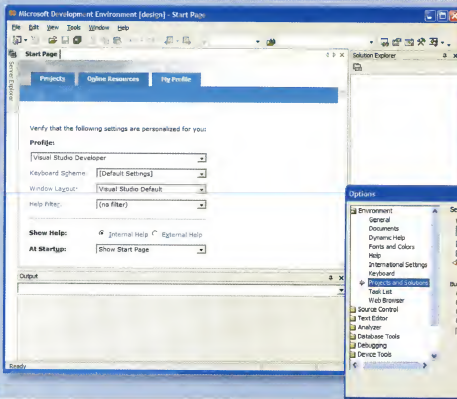 Microsoft Development Environment [design] - Start Page
File Edit View Tools Window Help
Start Page
Solution Explorer
Server Explorer
Projects Online Resources My Profile
Verify that the following settings are personalized for you:
Profile:
Visual Studio Developer
Keyboard Scheme: [Default Settings]
Window Layout: Visual Studio Default
Help Filter: (no filter)
Show Help: Internal Help External Help
At Startup: Show Start Page
Output
Ready
Options
Environment
General
Documents
Dynamic Help
Fonts and Colors
Help
International Settings
Keyboard
Projects and Solutions
Task List
Web Browser
Source Control
Text Editor
Analyzer
Database Tools
Debugging
Device Tools